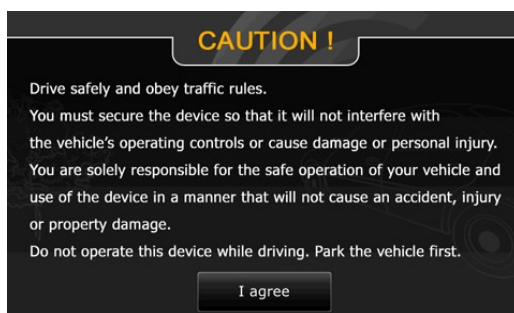 CAUTION !
Drive safely and obey traffic rules.
You must secure the device so that it will not interfere with
the vehicle's operating controls or cause damage or personal injury.
You are solely responsible for the safe operation of your vehicle and
use of the device in a manner that will not cause an accident, injury
or property damage.
Do not operate this device while driving. Park the vehicle first.
I agree